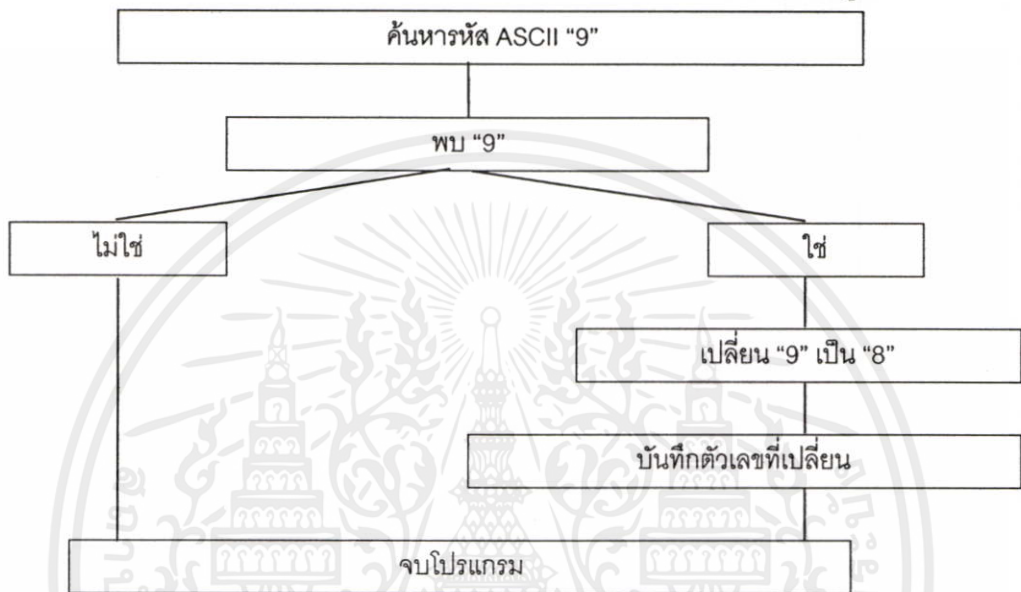 ค้นหารหัส ASCII “9”
พบ “9”
ไม่ใช่
ใช่
เปลี่ยน “9” เป็น “8”
บันทึกตัวเลขที่เปลี่ยน
จบโปรแกรม